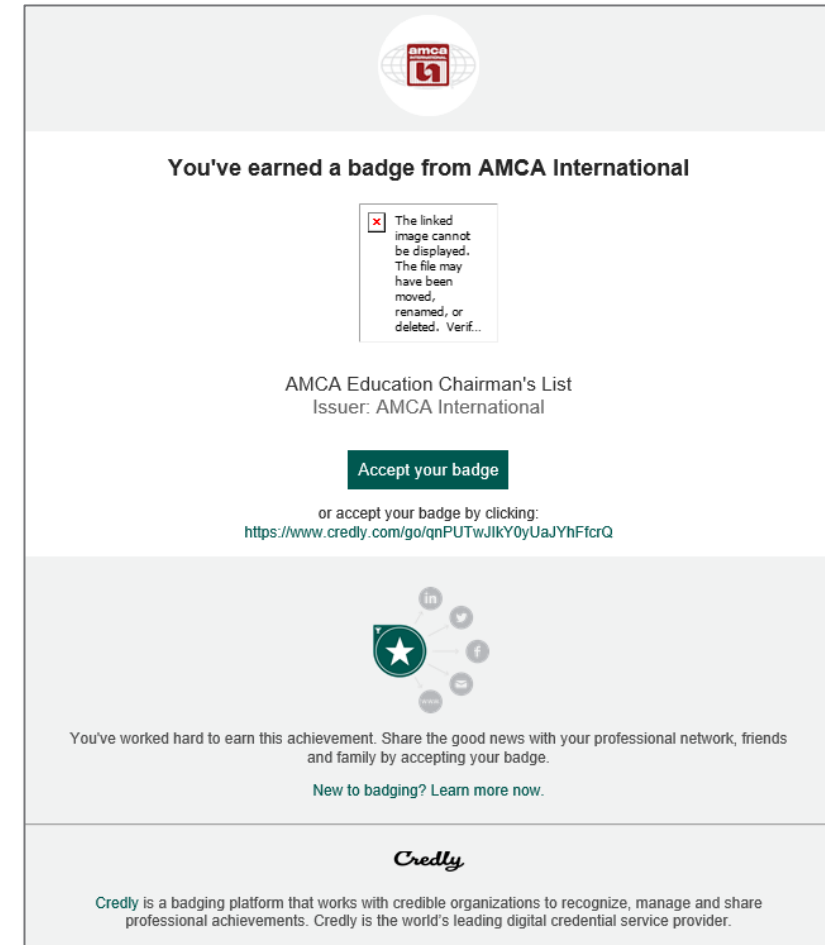 amca
INTERNATIONAL
You've earned a badge from AMCA International
The linked
image cannot
be displayed.
The file may
have been
moved,
renamed, or
deleted. Verif...
AMCA Education Chairman's List
Issuer: AMCA International
Accept your badge
or accept your badge by clicking:
https://www.credly.com/go/qnPUTwJIkY0yUaJYhFfcrQ
in
f
www
You've worked hard to earn this achievement. Share the good news with your professional network, friends
and family by accepting your badge.
New to badging? Learn more now.
Credly
Credly is a badging platform that works with credible organizations to recognize, manage and share
professional achievements. Credly is the world's leading digital credential service provider.